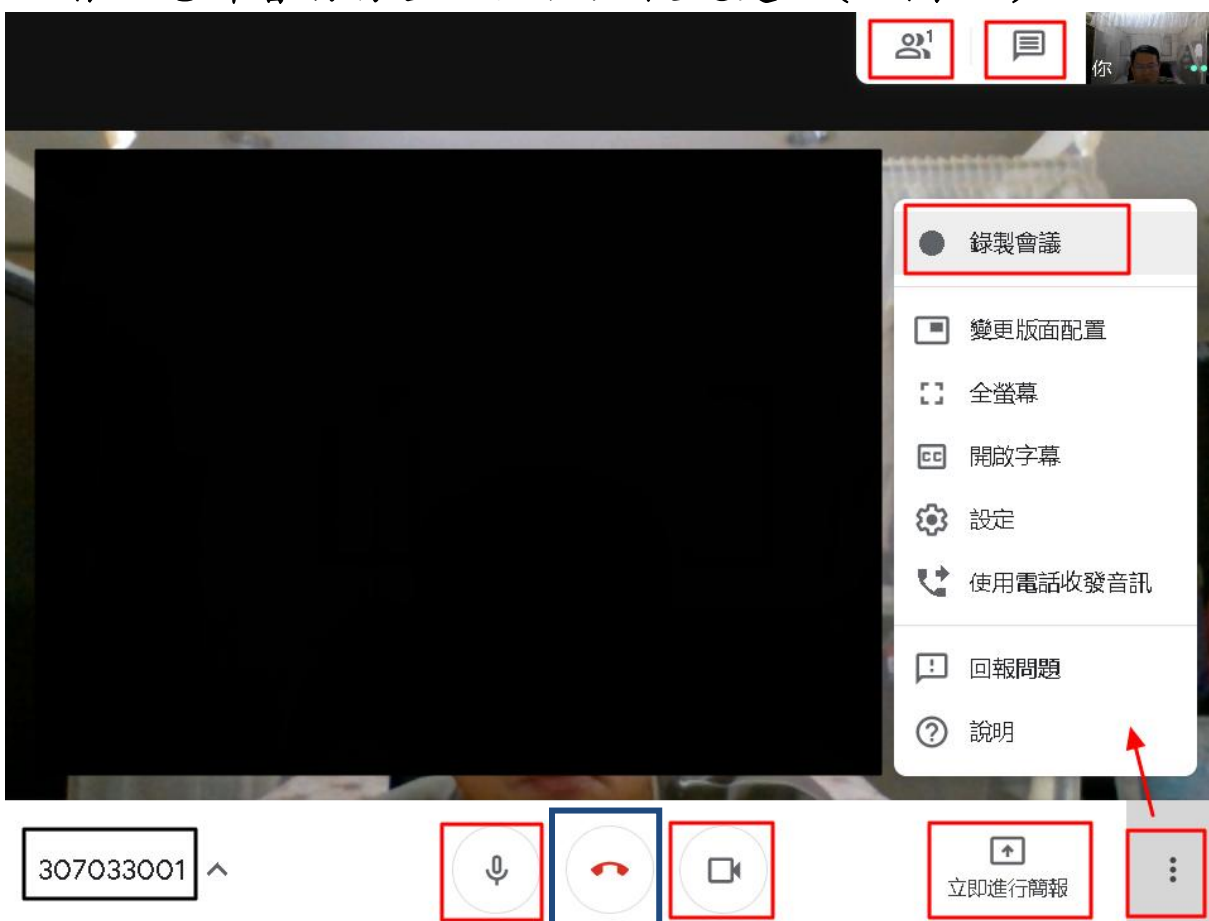 1
你
錄製會議
變更版面配置
全螢幕
開啟字幕
設定
使用電話收發音訊
回報問題
說明
307033001
立即進行簡報